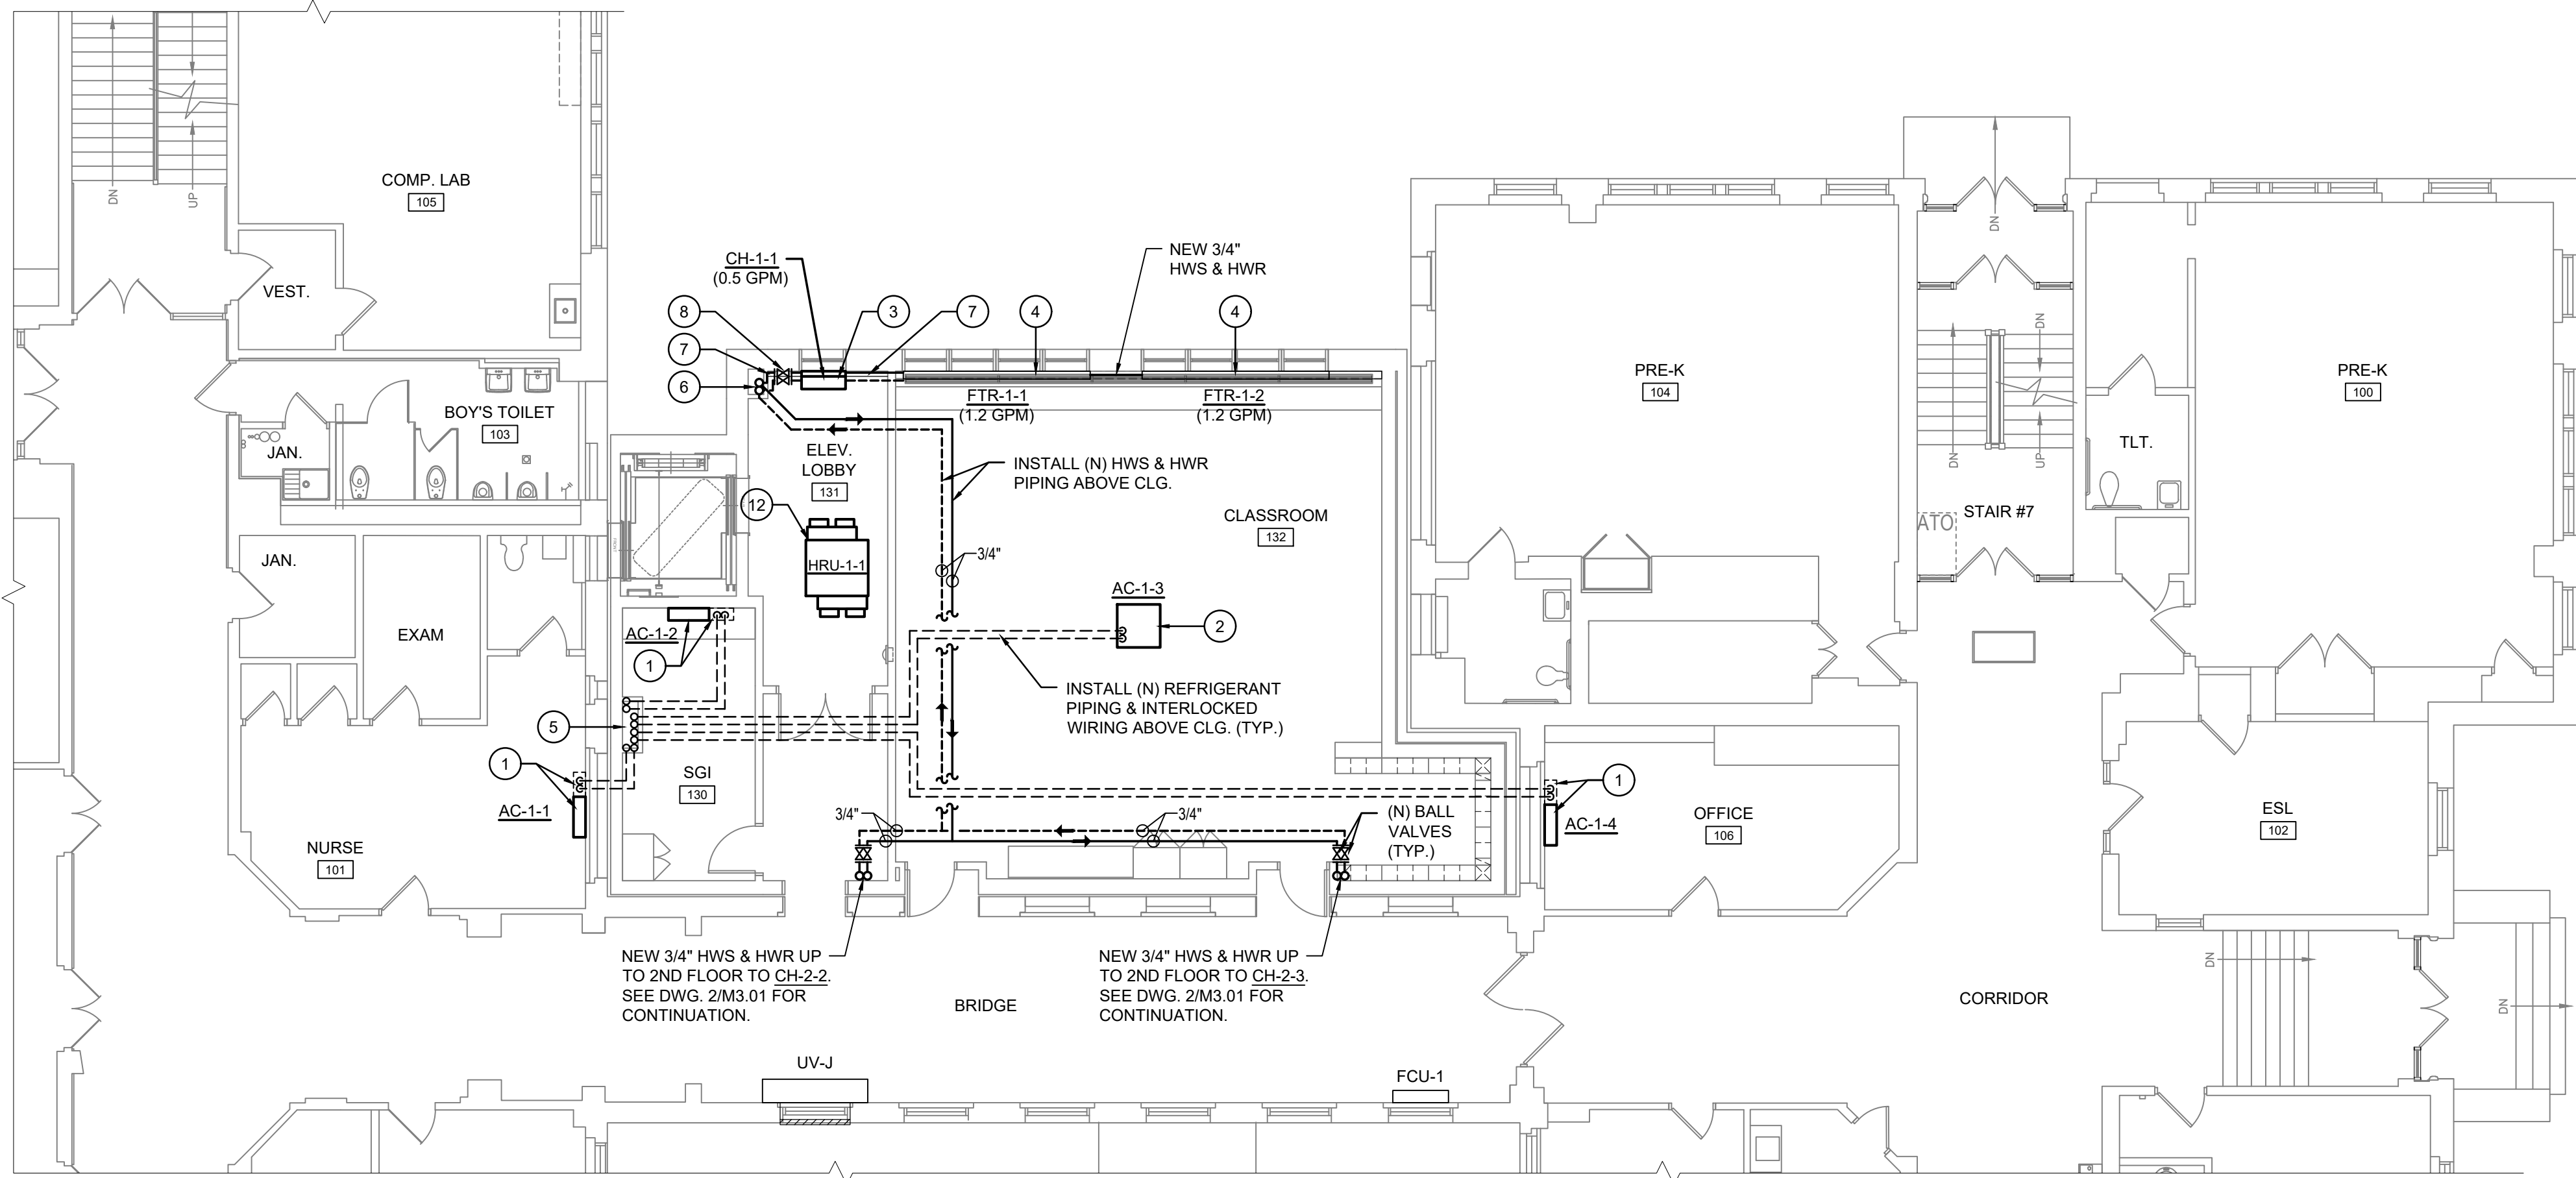 DN
UP
COMP. LAB
105
VEST.
CH-1-1
(0.5 GPM)
NEW 3/4"
HWS & HWR
8
3
7
4
4
7
6
FTR-1-1
(1.2 GPM)
FTR-1-2
(1.2 GPM)
PRE-K
104
DN
DN
DN
UP
STAIR #7
ATO
PRE-K
100
TLT.
BOY'S TOILET
103
JAN.
JAN.
EXAM
ELEV.
LOBBY
131
12
HRU-1-1
INSTALL (N) HWS & HWR
PIPING ABOVE CLG.
3/4"
CLASSROOM
132
AC-1-3
2
AC-1-2
1
INSTALL (N) REFRIGERANT
PIPING & INTERLOCKED
WIRING ABOVE CLG. (TYP.)
5
1
AC-1-1
SGI
130
NURSE
101
3/4"
3/4"
(N) BALL
VALVES
(TYP.)
1
AC-1-4
OFFICE
106
ESL
102
NEW 3/4" HWS & HWR UP
TO 2ND FLOOR TO CH-2-2.
SEE DWG. 2/M3.01 FOR
CONTINUATION.
NEW 3/4" HWS & HWR UP
TO 2ND FLOOR TO CH-2-3.
SEE DWG. 2/M3.01 FOR
CONTINUATION.
BRIDGE
CORRIDOR
DN
DN
UV-J
FCU-1